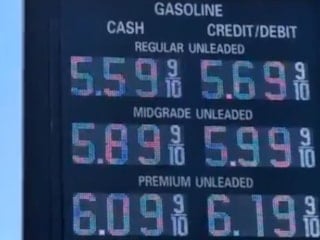 GASOLINE
CASH CREDIT/DEBIT
REGULAR UNLEADED
5.59 9/10 5.69 9/10
MIDGRADE UNLEADED
5.89 9/10 5.99 9/10
PREMIUM UNLEADED
6.09 9/10 6.19 9/10